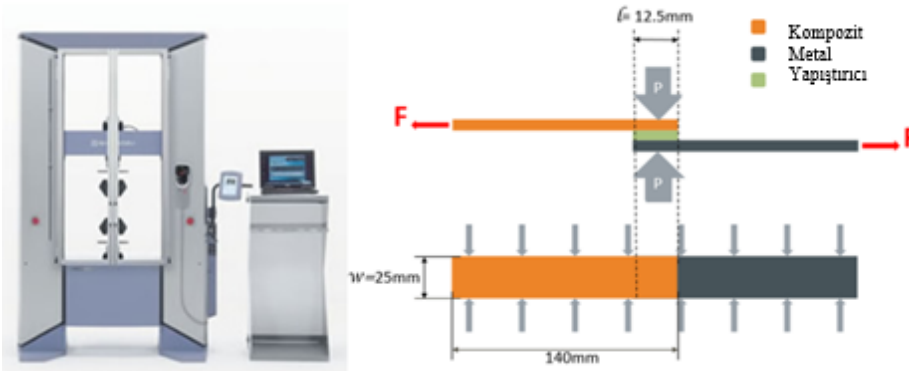 ℓ= 12.5mm
Kompozit
Metal
Yapıştırıcı
P
F
F
P
w=25mm
140mm